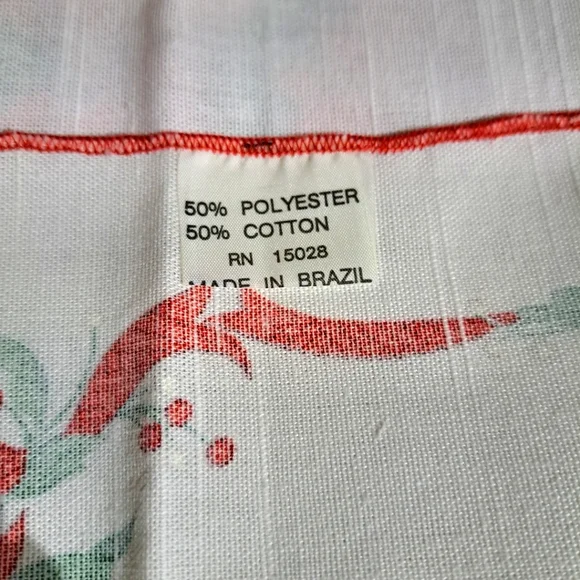 50% POLYESTER
50% COTTON
RN 15028
MADE IN BRAZIL